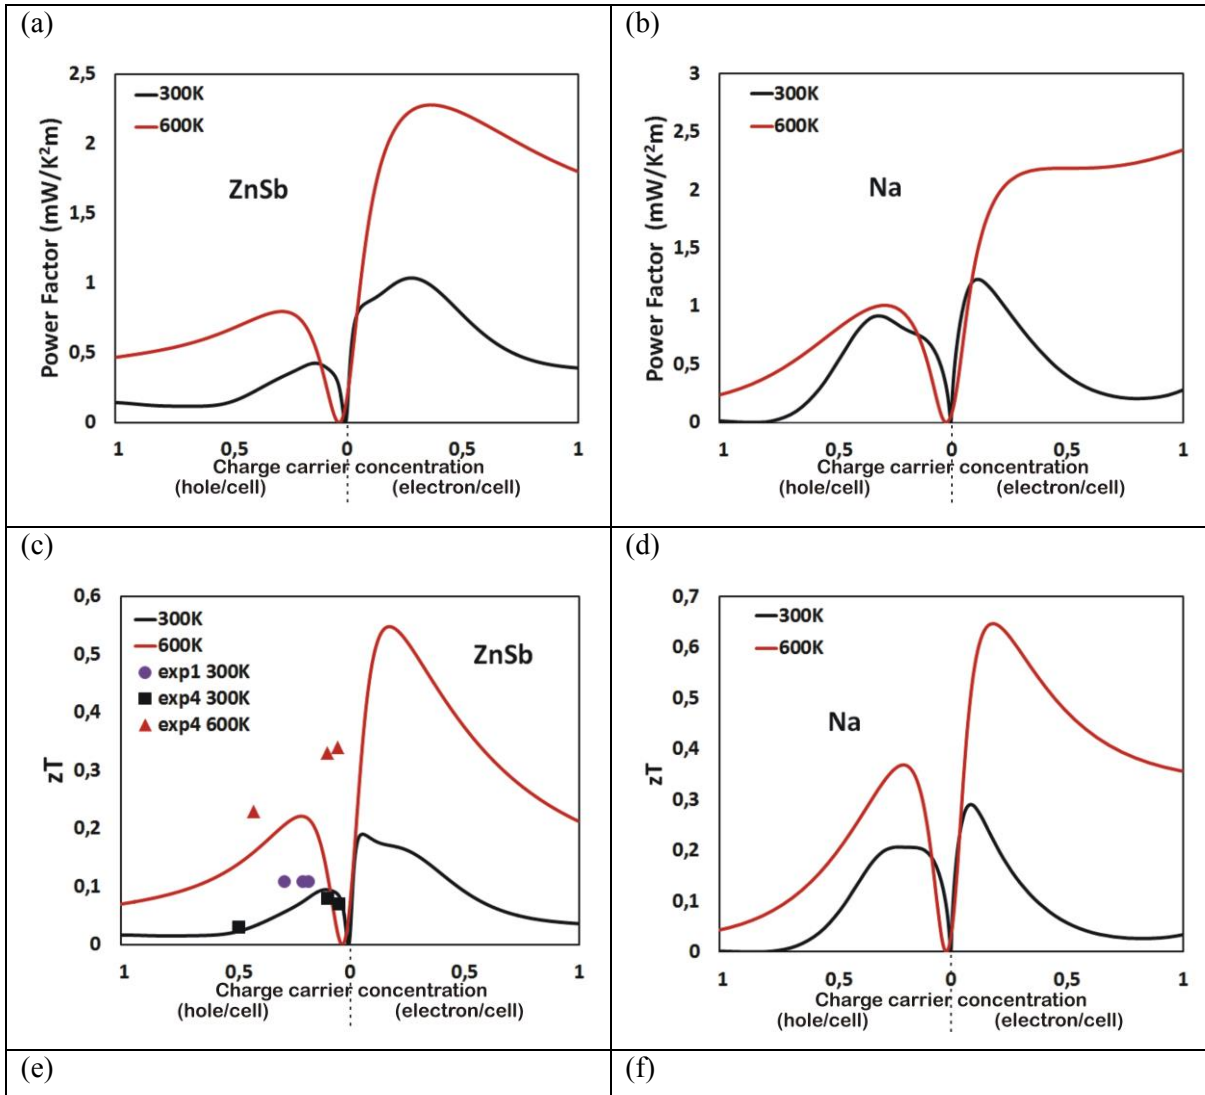 (a)
2,5
2
1,5
1
0,5
0
Power Factor (mW/K²m)
300K
600K
ZnSb
1 0,5 0 0,5 1
Charge carrier concentration
(hole/cell) (electron/cell)
(b)
3
2,5
2
1,5
1
0,5
0
Power Factor (mW/K²m)
300K
600K
Na
1 0,5 0 0,5 1
Charge carrier concentration
(hole/cell) (electron/cell)
(c)
0,6
0,5
0,4
0,3
0,2
0,1
0
zT
300K
600K
exp1 300K
exp4 300K
exp4 600K
ZnSb
1 0,5 0 0,5 1
Charge carrier concentration
(hole/cell) (electron/cell)
(d)
0,7
0,6
0,5
0,4
0,3
0,2
0,1
0
zT
300K
600K
Na
1 0,5 0 0,5 1
Charge carrier concentration
(hole/cell) (electron/cell)
(e)
(f)